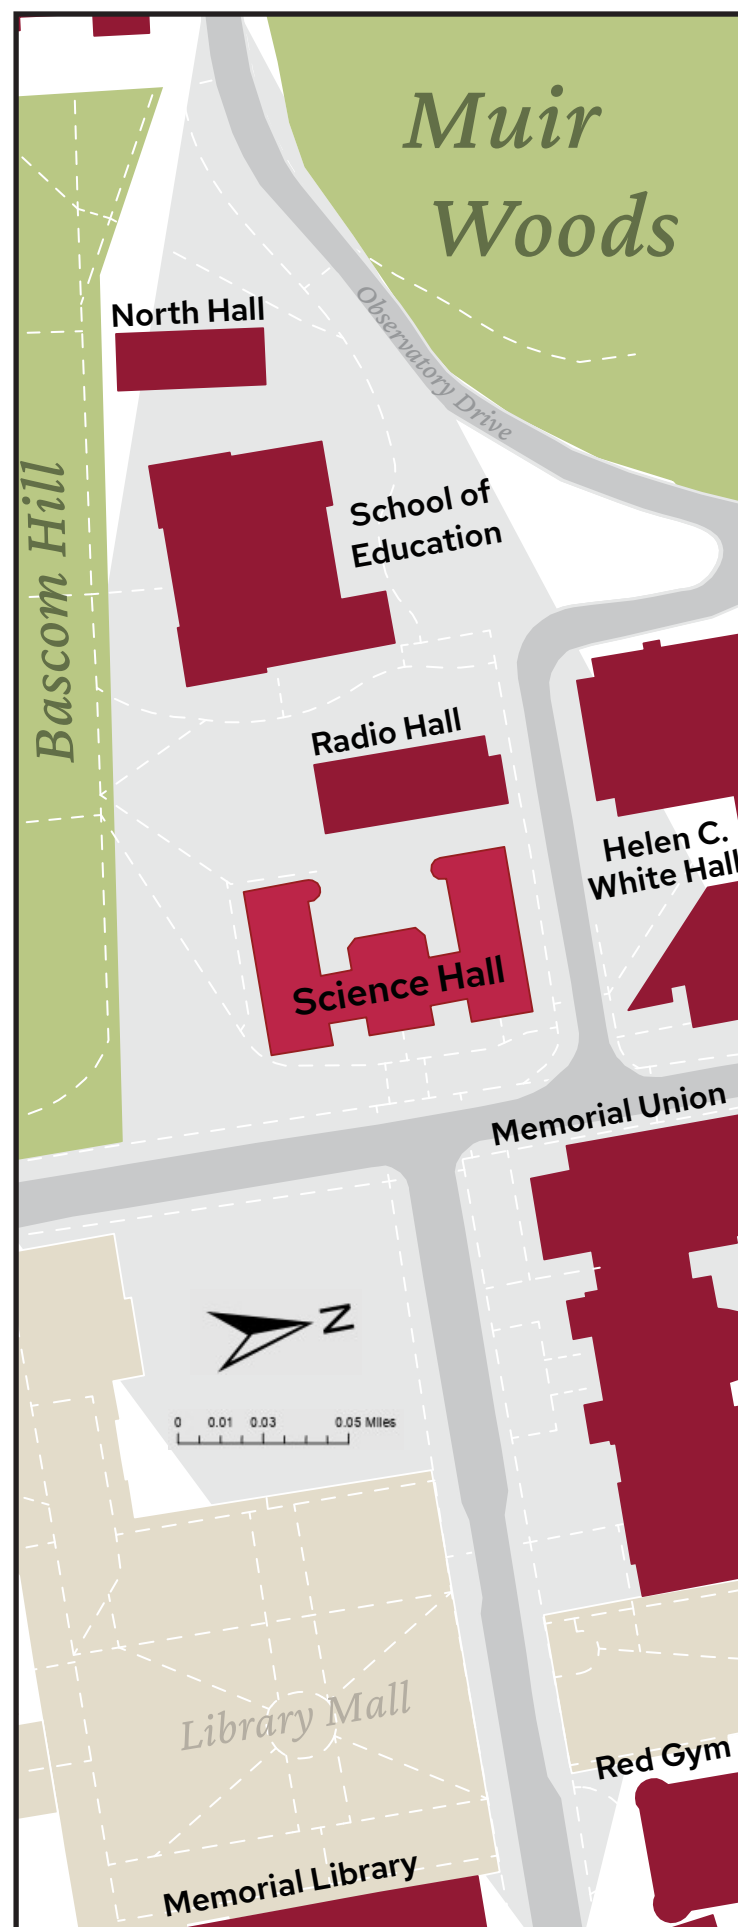 Muir
Woods
North Hall
Observatory Drive
Bascom Hill
School of
Education
Radio Hall
Helen C.
White Hall
Science Hall
Memorial Union
N
0 0.01 0.03 0.05 Miles
Library Mall
Red Gym
Memorial Library